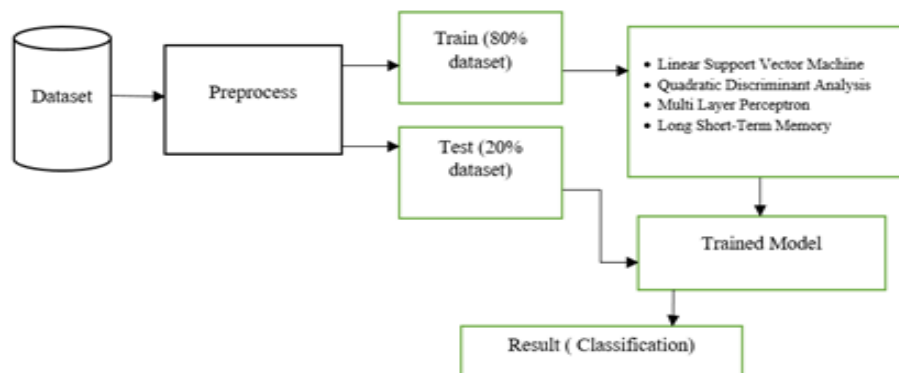 Dataset
Preprocess
Train (80%
dataset)
Test (20%
dataset)
• Linear Support Vector Machine
• Quadratic Discriminant Analysis
• Multi Layer Perceptron
• Long Short-Term Memory
Trained Model
Result ( Classification)